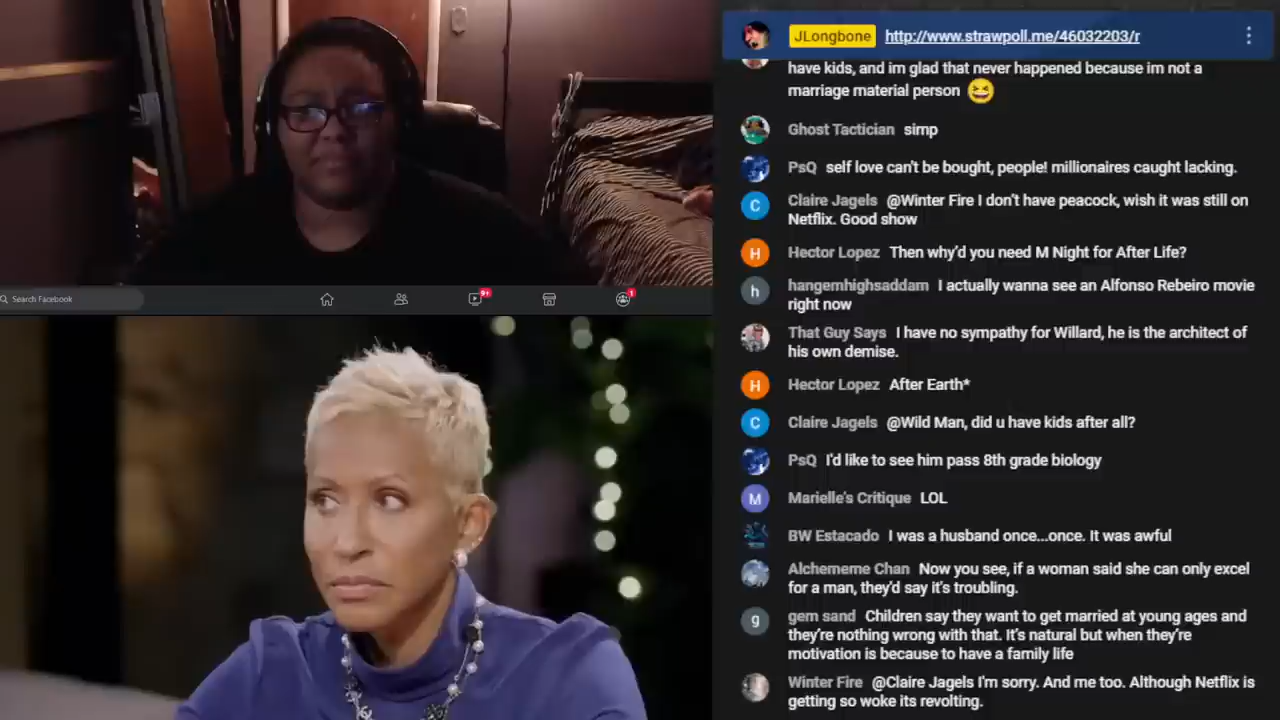 Search Facebook
9+
1
JLongbone http://www.strawpoll.me/46032203/r
have kids, and im glad that never happened because im not a
marriage material person
Ghost Tactician simp
PsQ self love can't be bought, people! millionaires caught lacking.
Claire Jagels @Winter Fire I don't have peacock, wish it was still on
Netflix. Good show
Hector Lopez Then why'd you need M Night for After Life?
hangemhighsaddam I actually wanna see an Alfonso Rebeiro movie
right now
That Guy Says I have no sympathy for Willard, he is the architect of
his own demise.
Hector Lopez After Earth*
Claire Jagels @Wild Man, did u have kids after all?
PsQ I'd like to see him pass 8th grade biology
Marielle's Critique LOL
BW Estacado I was a husband once...once. It was awful
Alchememe Chan Now you see, if a woman said she can only excel
for a man, they'd say it's troubling.
gem sand Children say they want to get married at young ages and
they're nothing wrong with that. It's natural but when they're
motivation is because to have a family life
Winter Fire @Claire Jagels I'm sorry. And me too. Although Netflix is
getting so woke its revolting.
C
H
h
H
C
M
g